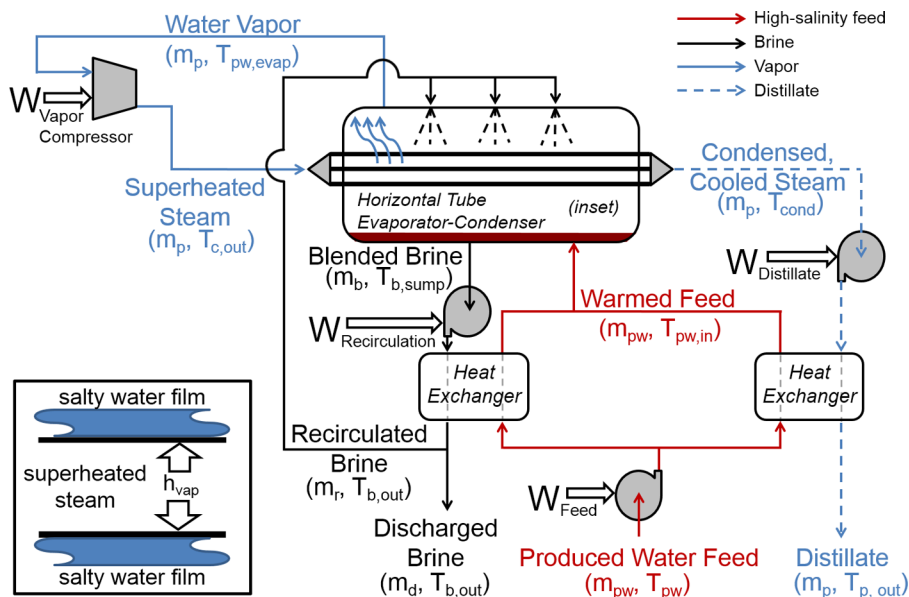 Water Vapor
(mp, Tpw,evap)
High-salinity feed
Brine
Vapor
Distillate
W Vapor
Compressor
Superheated
Steam
(mp, Tc,out)
Horizontal Tube
Evaporator-Condenser
(inset)
Condensed,
Cooled Steam
(mp, Tcond)
Blended Brine
(mb, Tb,sump)
W Distillate
Warmed Feed
(mpw, Tpw,in)
W Recirculation
Heat
Exchanger
Heat
Exchanger
salty water film
superheated
steam
hvap
salty water film
Recirculated
Brine
(mr, Tb,out)
W Feed
Discharged
Brine
(md, Tb,out)
Produced Water Feed
(mpw, Tpw)
Distillate
(mp, Tp, out)